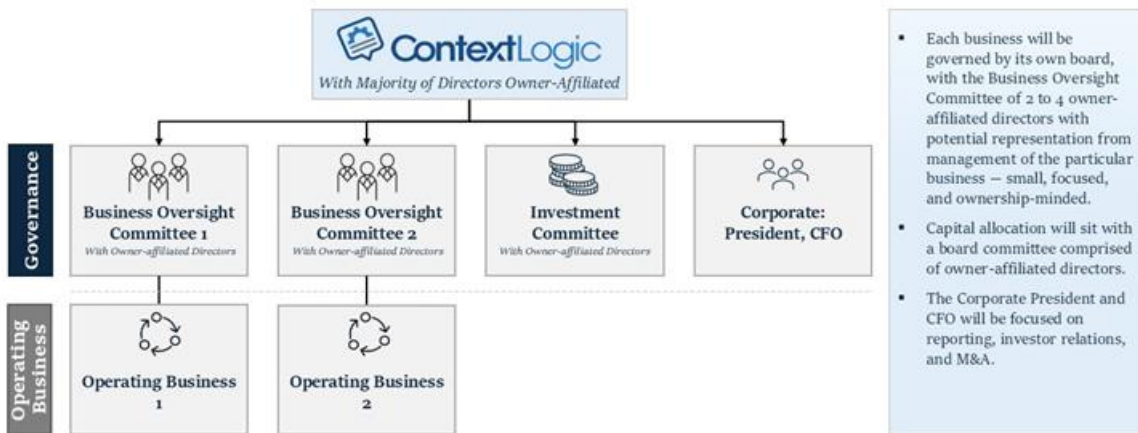 ContextLogic
With Majority of Directors Owner-Affiliated
Governance
Business Oversight
Committee 1
With Owner-affiliated Directors
Business Oversight
Committee 2
With Owner-affiliated Directors
Investment
Committee
With Owner-affiliated Directors
Corporate:
President, CFO
Operating
Business
Operating Business
1
Operating Business
2
▪ Each business will be
governed by its own board,
with the Business Oversight
Committee of 2 to 4 owner-
affiliated directors with
potential representation from
management of the particular
business – small, focused,
and ownership-minded.
▪ Capital allocation will sit with
a board committee comprised
of owner-affiliated directors.
▪ The Corporate President and
CFO will be focused on
reporting, investor relations,
and M&A.